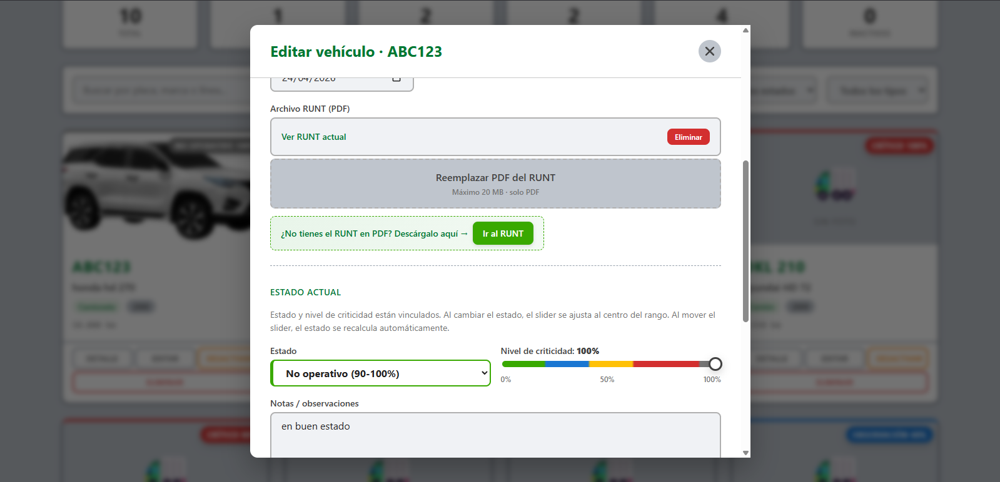 10
1
2
2
4
0
Editar vehículo · ABC123
24/04/2026
Archivo RUNT (PDF)
Ver RUNT actual
Eliminar
Reemplazar PDF del RUNT
Máximo 20 MB · solo PDF
¿No tienes el RUNT en PDF? Descárgalo aquí →
Ir al RUNT
ESTADO ACTUAL
Estado y nivel de criticidad están vinculados. Al cambiar el estado, el slider se ajusta al centro del rango. Al mover el
slider, el estado se recalcula automáticamente.
Estado
Nivel de criticidad: 100%
No operativo (90-100%)
0%
50%
100%
Notas / observaciones
en buen estado
ABC123